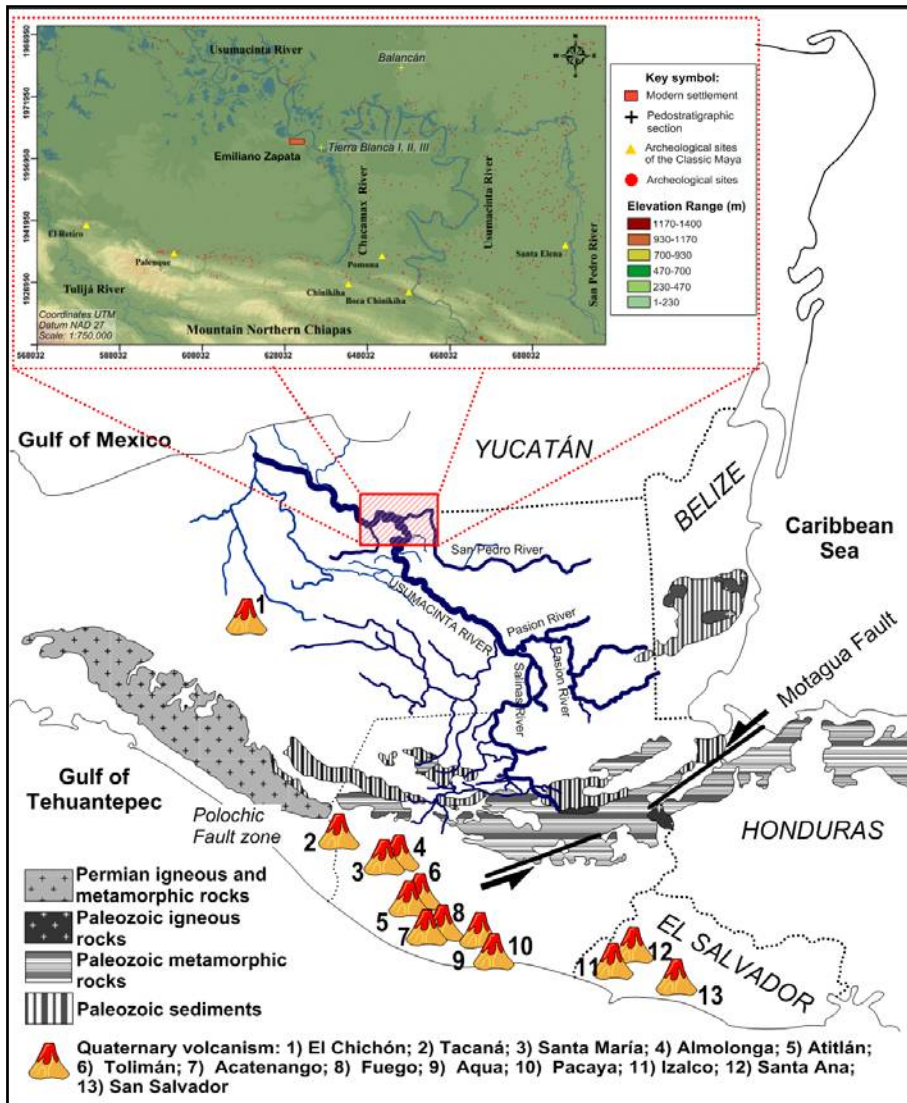 1986950
1971950
1956950
1941950
1928950
Usumacinta River
Balancán
N
W
E
S
Emiliano Zapata
Tierra Blanca I, II, III
Chacamax River
Usumacinta River
San Pedro River
El Retiro
Palenque
Pomona
Santa Elena
Chinikiha
Boca Chinikiha
Tulijá River
Mountain Northern Chiapas
Coordinates UTM
Datum NAD 27
Scale: 1:750,000
568032
588032
608032
628032
648032
668032
688032
Key symbol:
Modern settlement
Pedostratigraphic
section
Archeological sites
of the Classic Maya
Archeological sites
Elevation Range (m)
1170-1400
930-1170
700-930
470-700
230-470
1-230
Gulf of Mexico
YUCATÁN
BELIZE
Caribbean
Sea
San Pedro River
USUMACINTA RIVER
Pasion River
Pasion River
Salinas River
Motagua Fault
1
Gulf of
Tehuantepec
Polochic
Fault zone
HONDURAS
2
3
4
5
6
7
8
9
10
11
12
13
EL SALVADOR
Permian igneous and
metamorphic rocks
Paleozoic igneous
rocks
Paleozoic metamorphic
rocks
Paleozoic sediments
Quaternary volcanism: 1) El Chichón; 2) Tacaná; 3) Santa María; 4) Almolonga; 5) Atitlán;
6) Tolimán; 7) Acatenango; 8) Fuego; 9) Aqua; 10) Pacaya; 11) Izalco; 12) Santa Ana;
13) San Salvador